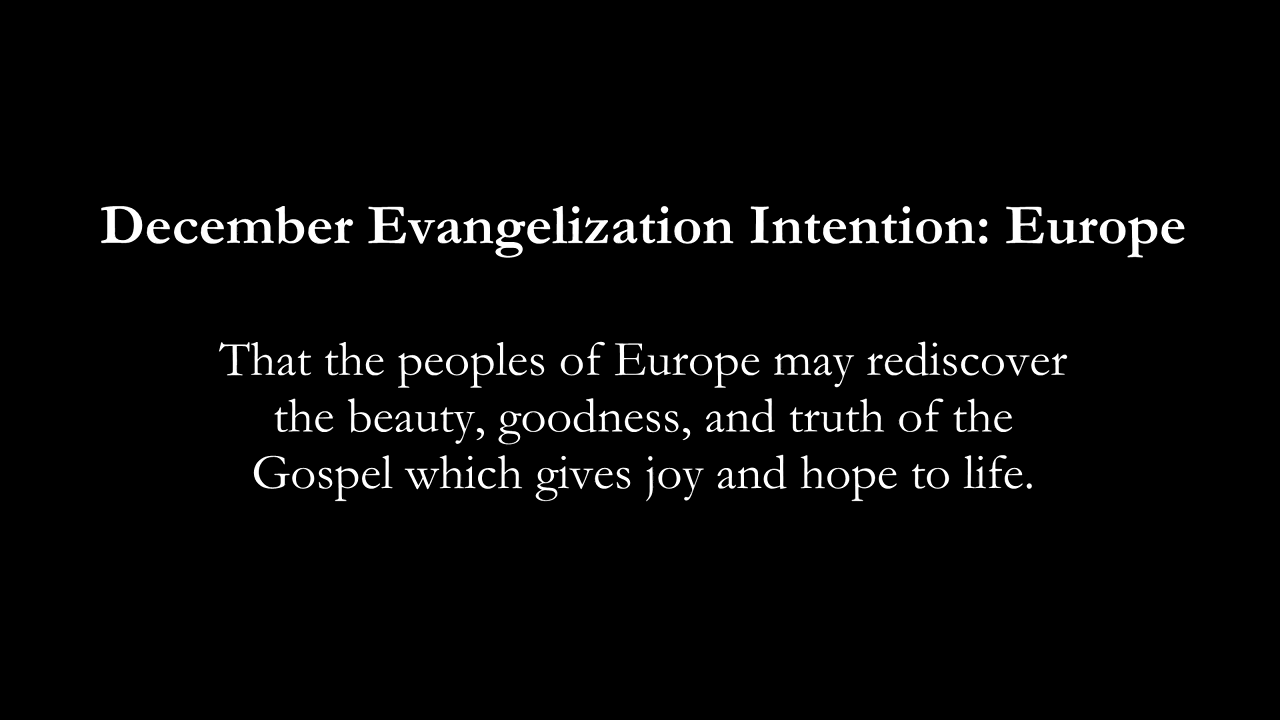 December Evangelization Intention: Europe
That the peoples of Europe may rediscover
the beauty, goodness, and truth of the
Gospel which gives joy and hope to life.